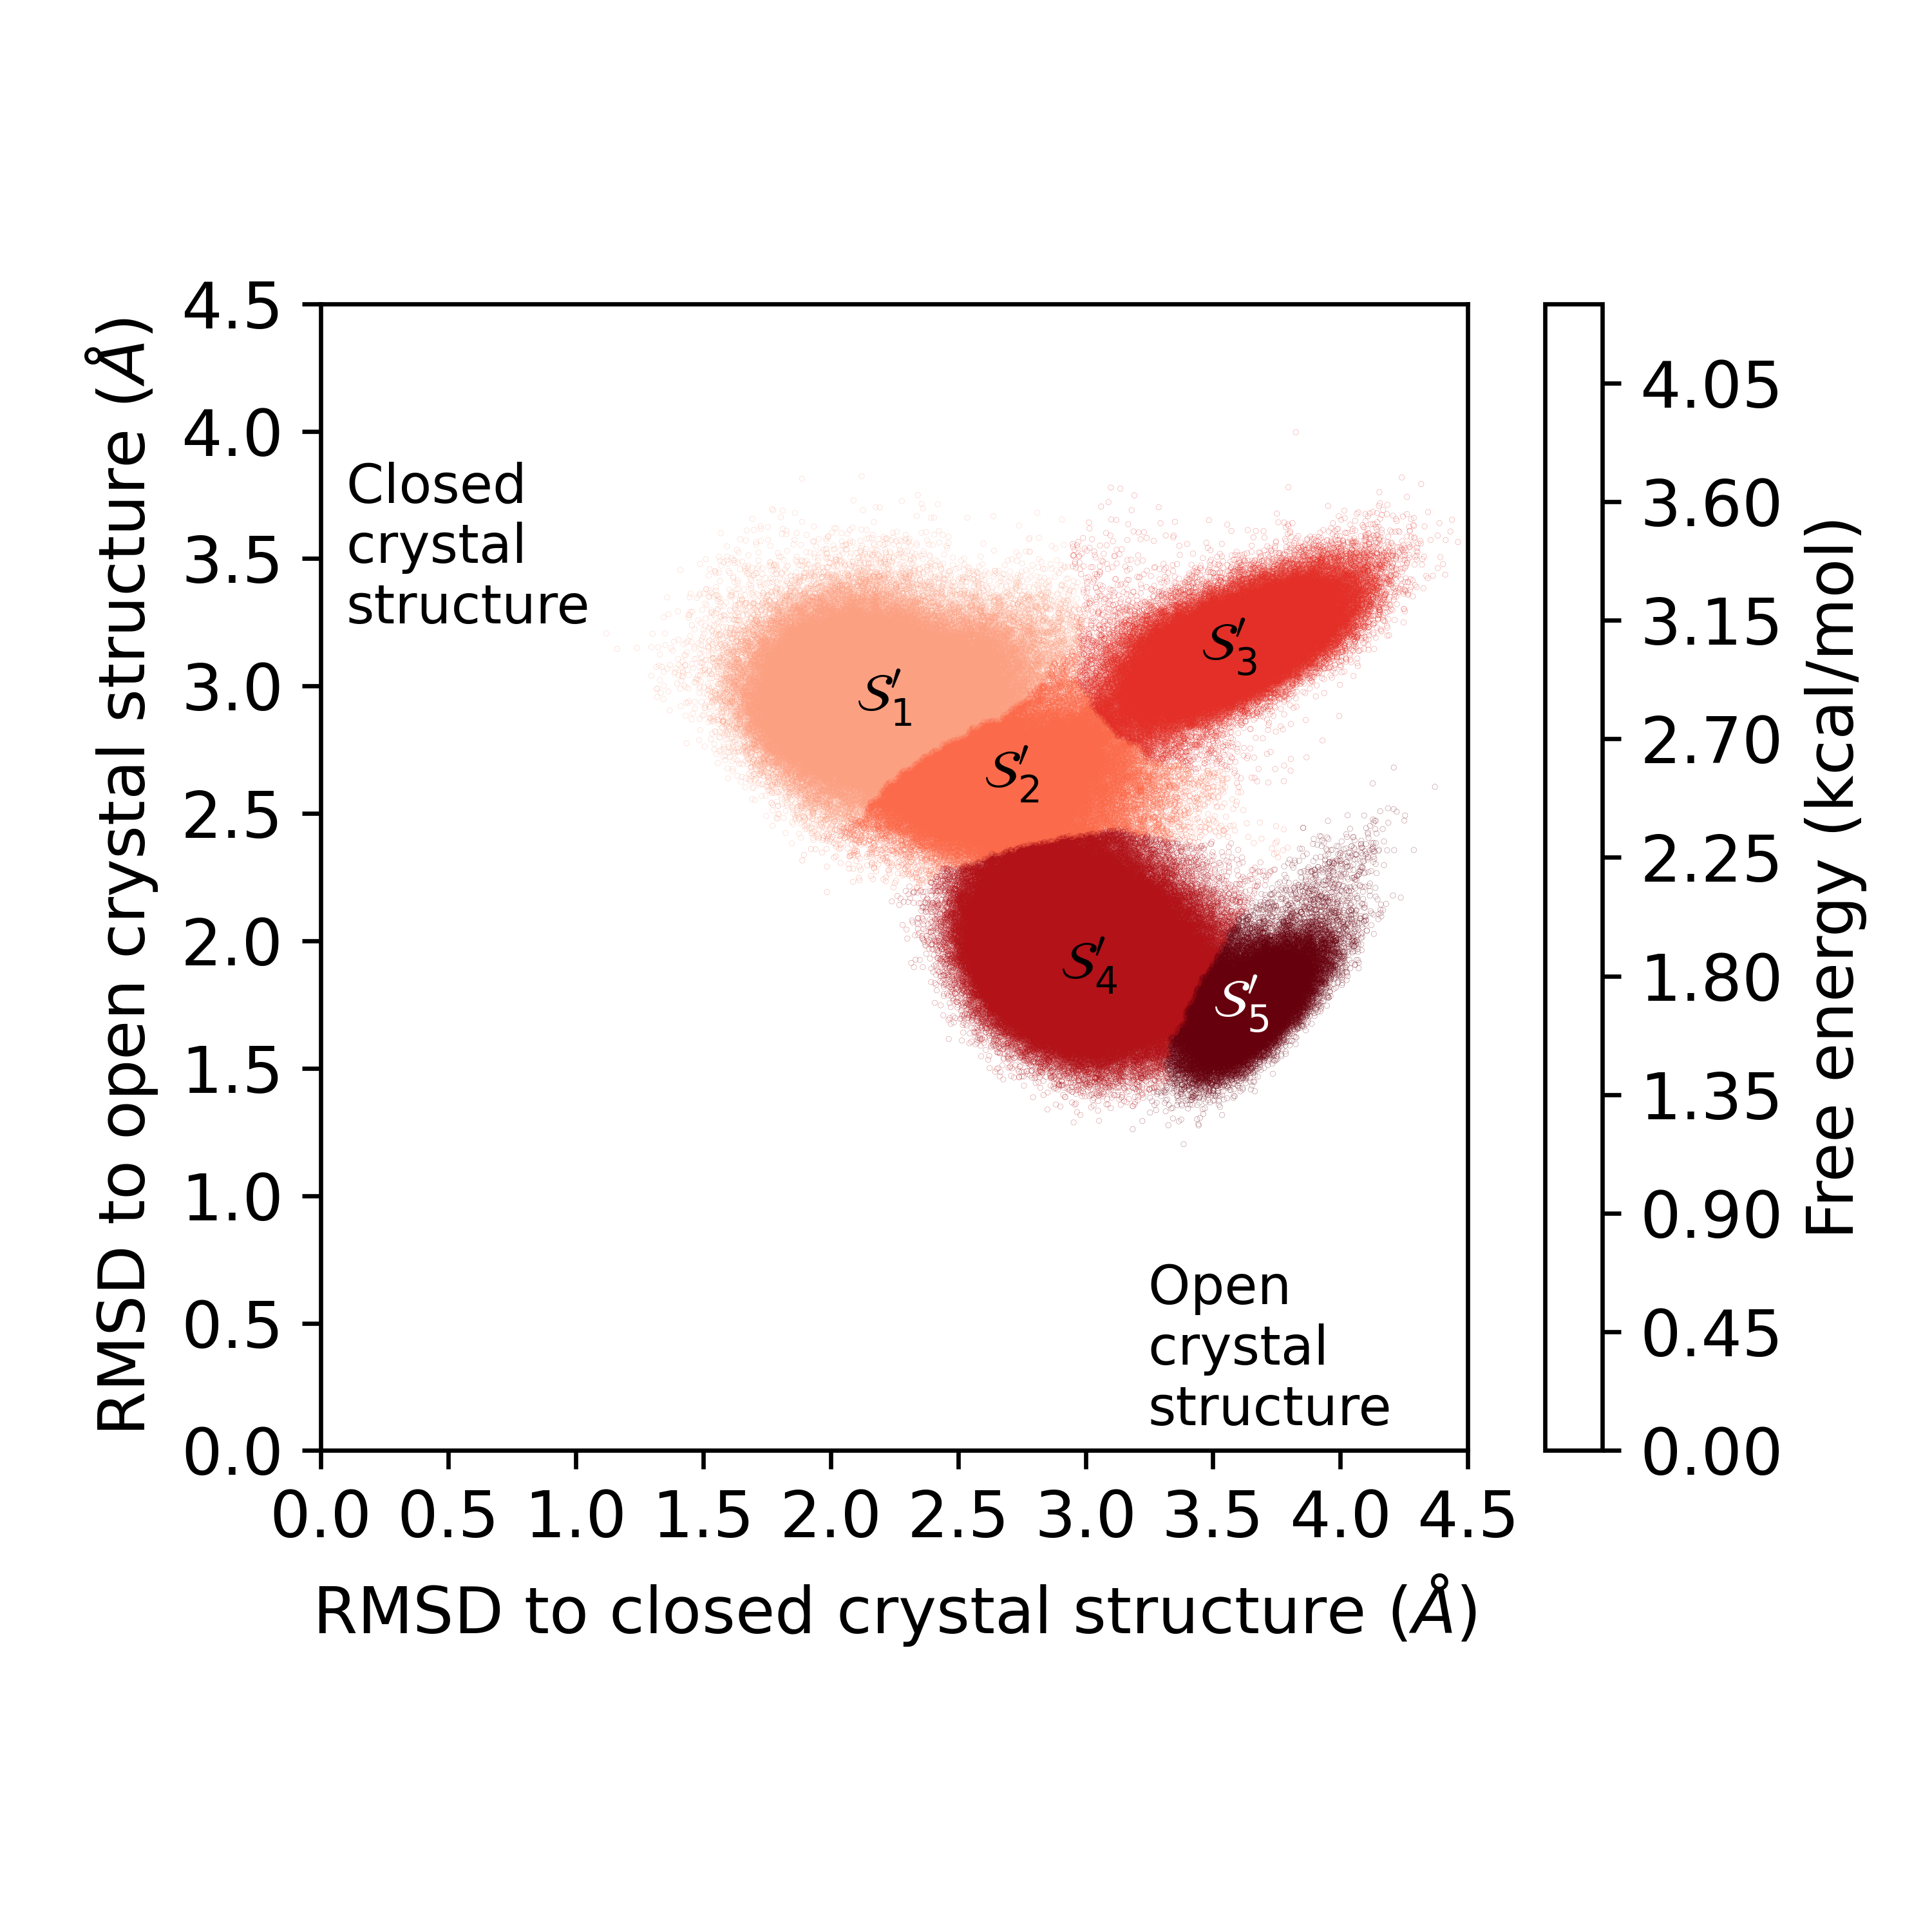 RMSD to open crystal structure (Å)
4.5
4.0
3.5
3.0
2.5
2.0
1.5
1.0
0.5
0.0
Closed
crystal
structure
S′1
S′2
S′3
S′4
S′5
Open
crystal
structure
0.0 0.5 1.0 1.5 2.0 2.5 3.0 3.5 4.0 4.5
RMSD to closed crystal structure (Å)
4.05
3.60
3.15
2.70
2.25
1.80
1.35
0.90
0.45
0.00
Free energy (kcal/mol)